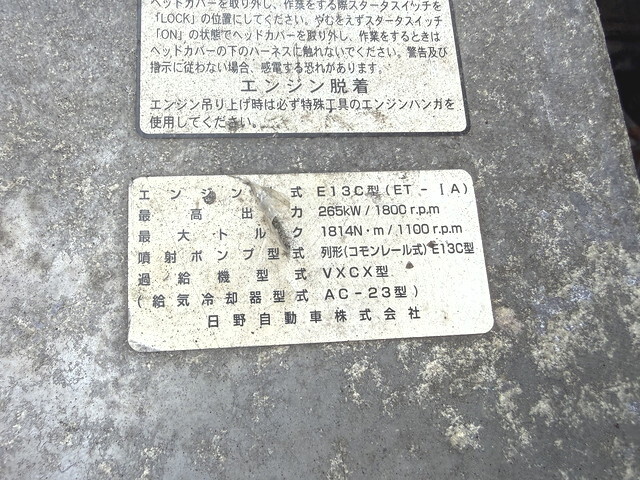 ヘッドカバーを取り外し、作業をする際スタータスイッチを
「LOCK」の位置にしてください。やむをえずスタータスイッチ
「ON」の状態でヘッドカバーを取り外し、作業をするときは
ヘッドカバーの下のハーネスに触れないでください。警告及び
指示に従わない場合、感電する恐れがあります。
エンジン脱着
エンジン吊り上げ時は必ず特殊工具のエンジンハンガを
使用してください。
エンジン 式 E13C型(ET-ⅠA)
最高出力 265kW/1800r.p.m
最大トルク 1814N·m/1100r.p.m
噴射ポンプ型式 列形(コモンレール式)E13C型
過給機型式 VXCX型
(給気冷却器型式 AC-23型)
日野自動車株式会社